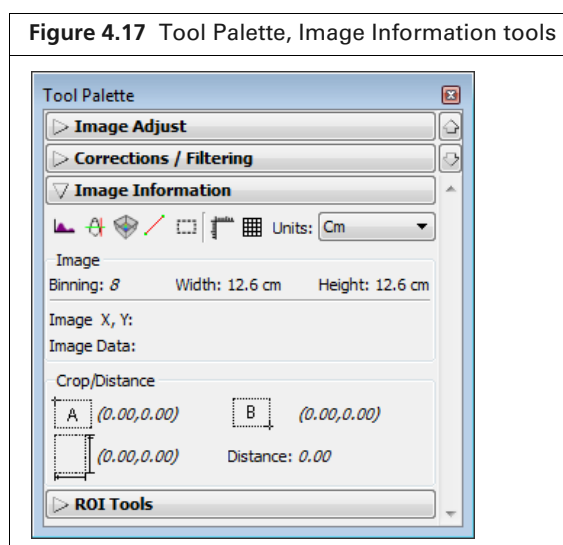 Figure 4.17 Tool Palette, Image Information tools
Tool Palette
Image Adjust
Corrections / Filtering
Image Information
Units: Cm
Image
Binning: 8 Width: 12.6 cm Height: 12.6 cm
Image X, Y:
Image Data:
Crop/Distance
A (0.00,0.00) B (0.00,0.00)
(0.00,0.00) Distance: 0.00
ROI Tools